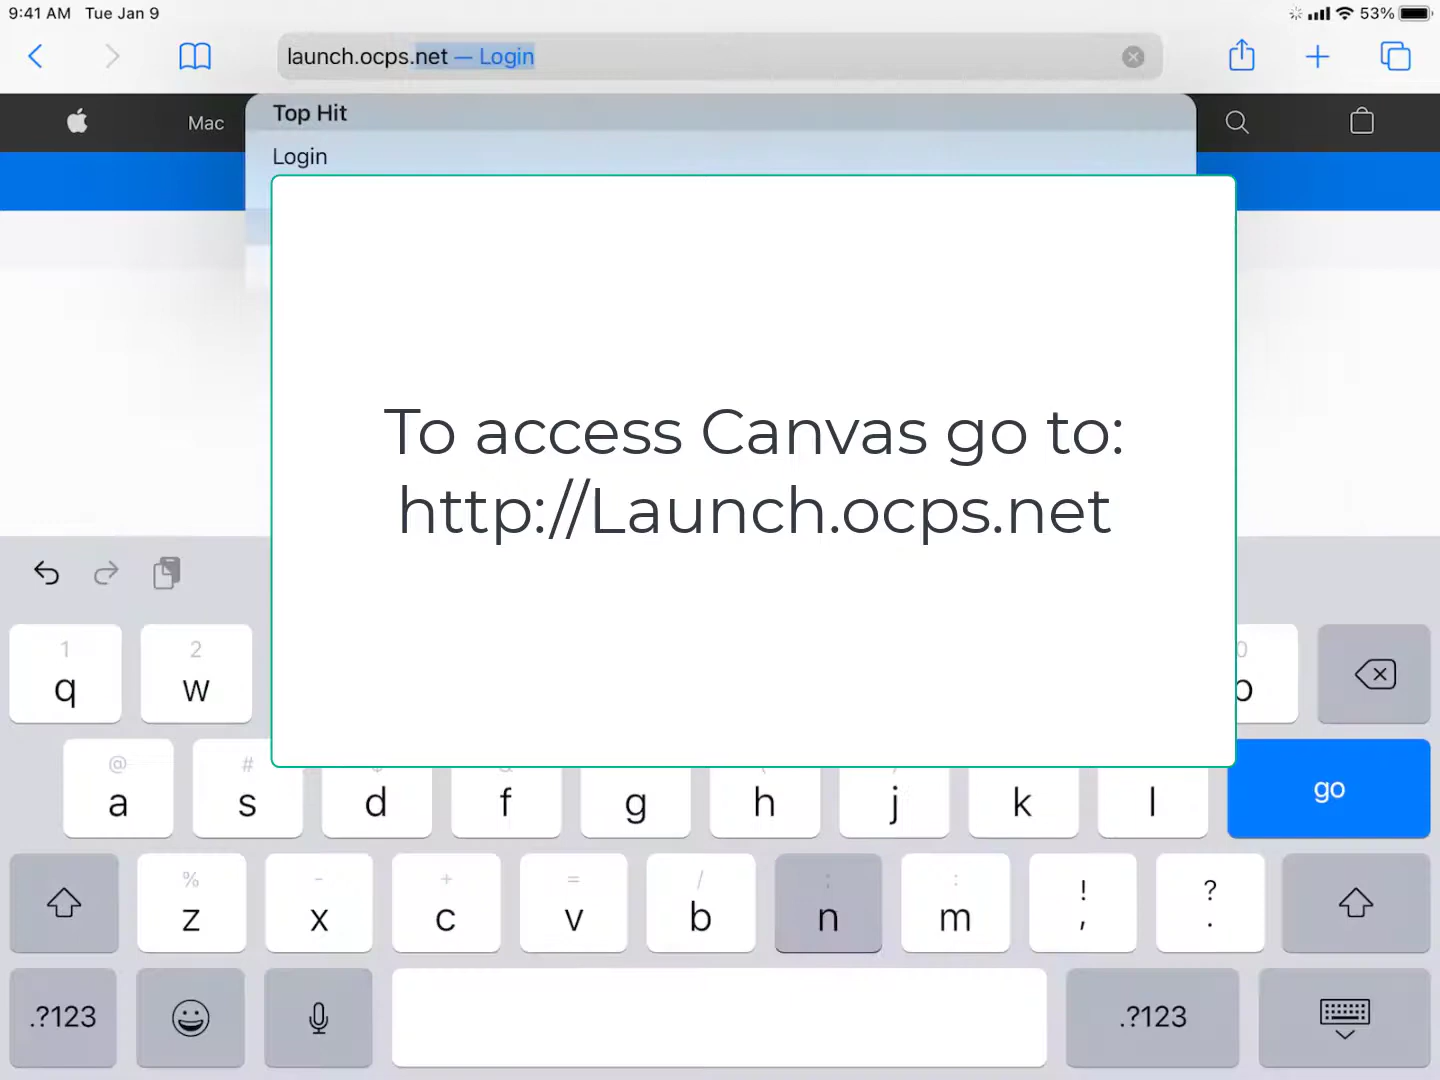 9:41 AM Tue Jan 9 53%
launch.ocps.net — Login
Mac
Top Hit
Login
To access Canvas go to:
http://Launch.ocps.net
1 2 0
q w p
@ #
a s d f g h j k l go
% - + = / ; : ! ?
z x c v b n m , .
.?123 .?123